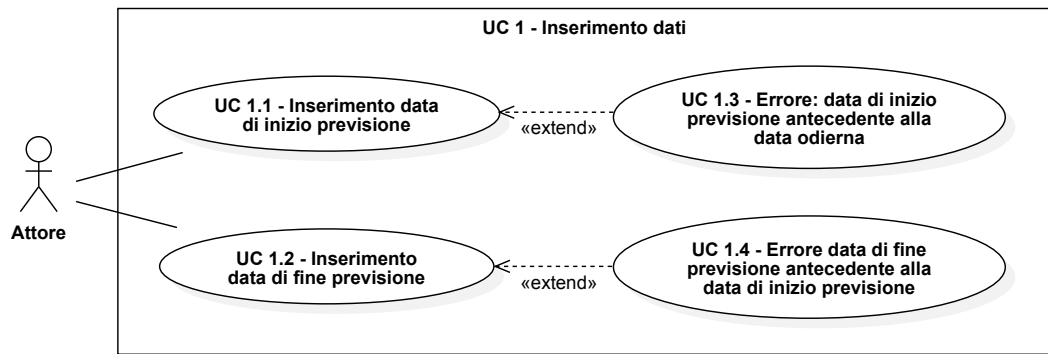 UC 1 - Inserimento dati
UC 1.1 - Inserimento data
di inizio previsione
«extend»
UC 1.3 - Errore: data di inizio
previsione antecedente alla
data odierna
Attore
UC 1.2 - Inserimento
data di fine previsione
«extend»
UC 1.4 - Errore data di fine
previsione antecedente alla
data di inizio previsione